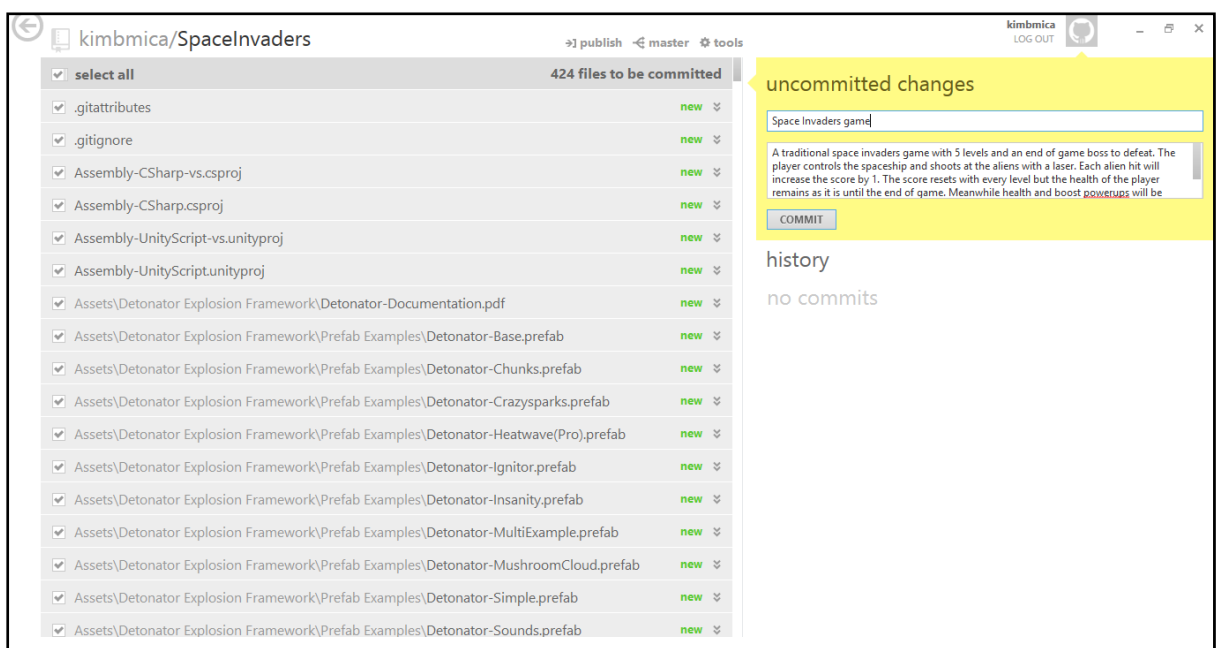 kimbmica/SpaceInvaders
publish master tools
kimbmica
LOG OUT
select all 424 files to be committed
.gitattributes new
.gitignore new
Assembly-CSharp-vs.csproj new
Assembly-CSharp.csproj new
Assembly-UnityScript-vs.unityproj new
Assembly-UnityScript.unityproj new
Assets\Detonator Explosion Framework\Detonator-Documentation.pdf new
Assets\Detonator Explosion Framework\Prefab Examples\Detonator-Base.prefab new
Assets\Detonator Explosion Framework\Prefab Examples\Detonator-Chunks.prefab new
Assets\Detonator Explosion Framework\Prefab Examples\Detonator-Crazysparks.prefab new
Assets\Detonator Explosion Framework\Prefab Examples\Detonator-Heatwave(Pro).prefab new
Assets\Detonator Explosion Framework\Prefab Examples\Detonator-Ignitor.prefab new
Assets\Detonator Explosion Framework\Prefab Examples\Detonator-Insanity.prefab new
Assets\Detonator Explosion Framework\Prefab Examples\Detonator-MultiExample.prefab new
Assets\Detonator Explosion Framework\Prefab Examples\Detonator-MushroomCloud.prefab new
Assets\Detonator Explosion Framework\Prefab Examples\Detonator-Simple.prefab new
Assets\Detonator Explosion Framework\Prefab Examples\Detonator-Sounds.prefab new
uncommitted changes
Space Invaders game
A traditional space invaders game with 5 levels and an end of game boss to defeat. The
player controls the spaceship and shoots at the aliens with a laser. Each alien hit will
increase the score by 1. The score resets with every level but the health of the player
remains as it is until the end of game. Meanwhile health and boost powerups will be
COMMIT
history
no commits